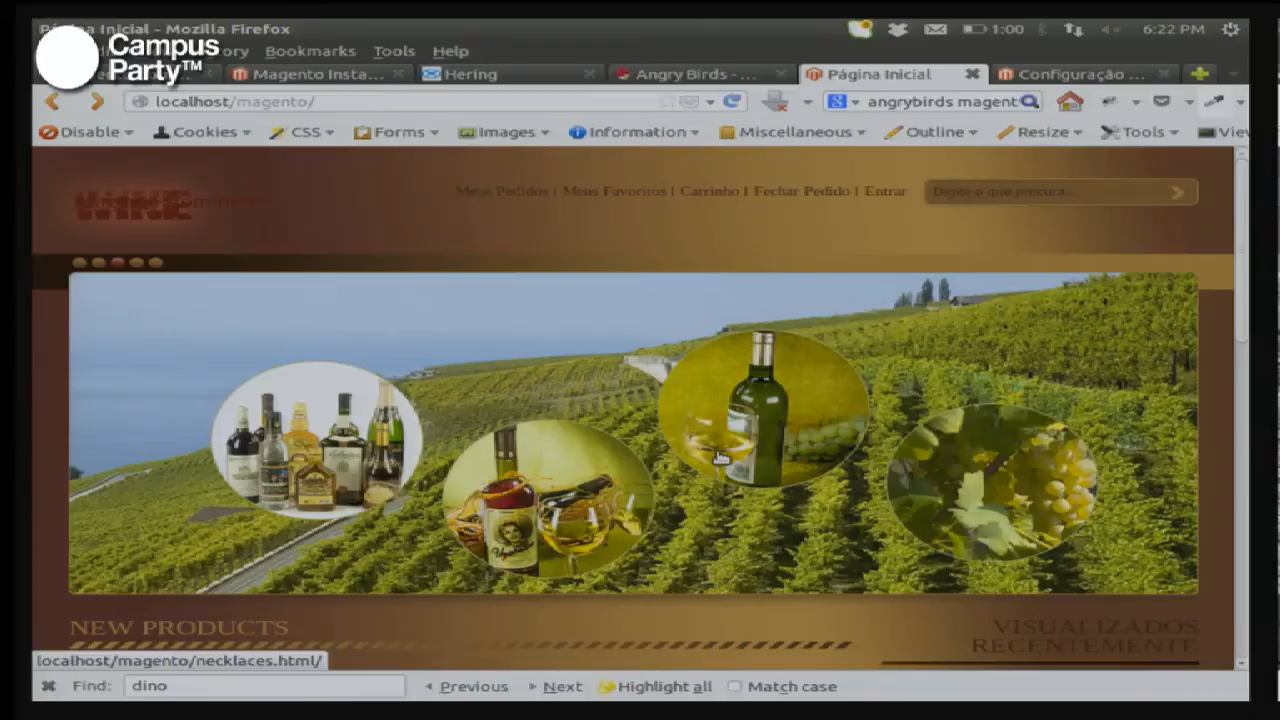 Página Inicial - Mozilla Firefox
1:00
6:22 PM
Campus
Party™
Bookmarks Tools Help
Magento Insta...
Hering
Angry Birds - ...
Página Inicial
Configuração ...
localhost/magento/
angrybirds magent
Disable
Cookies
CSS
Forms
Images
Information
Miscellaneous
Outline
Resize
Tools
View
WINE
Meus Pedidos | Meus Favoritos | Carrinho | Fechar Pedido | Entrar
Digite o que procura...
NEW PRODUCTS
VISUALIZADOS
RECENTEMENTE
localhost/magento/necklaces.html/
Find: dino
Previous
Next
Highlight all
Match case